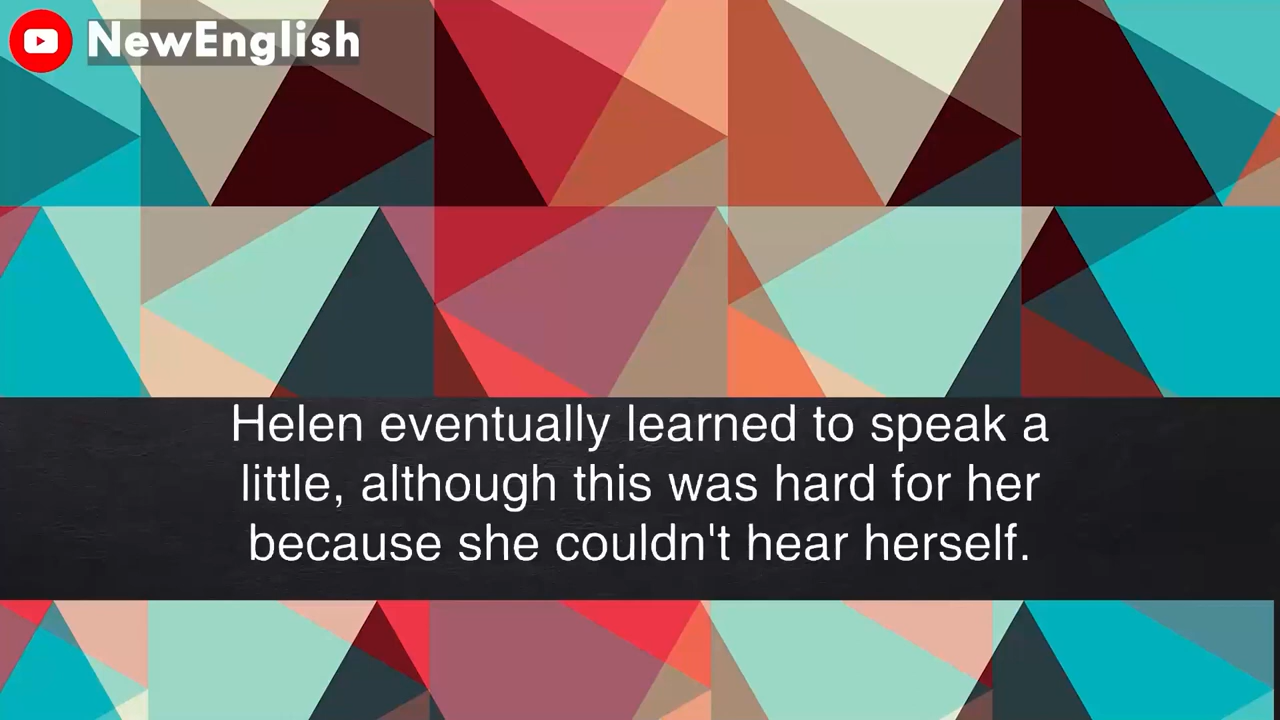 NewEnglish
Helen eventually learned to speak a
little, although this was hard for her
because she couldn't hear herself.